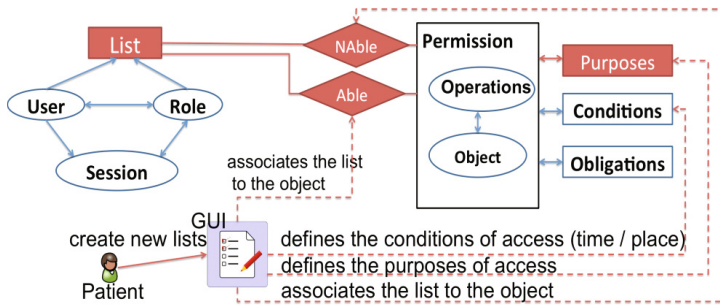 List
NAble
Permission
Purposes
Able
Operations
User
Role
Conditions
Object
Obligations
Session
associates the list
to the object
GUI
create new lists
defines the conditions of access (time / place)
defines the purposes of access
Patient
associates the list to the object